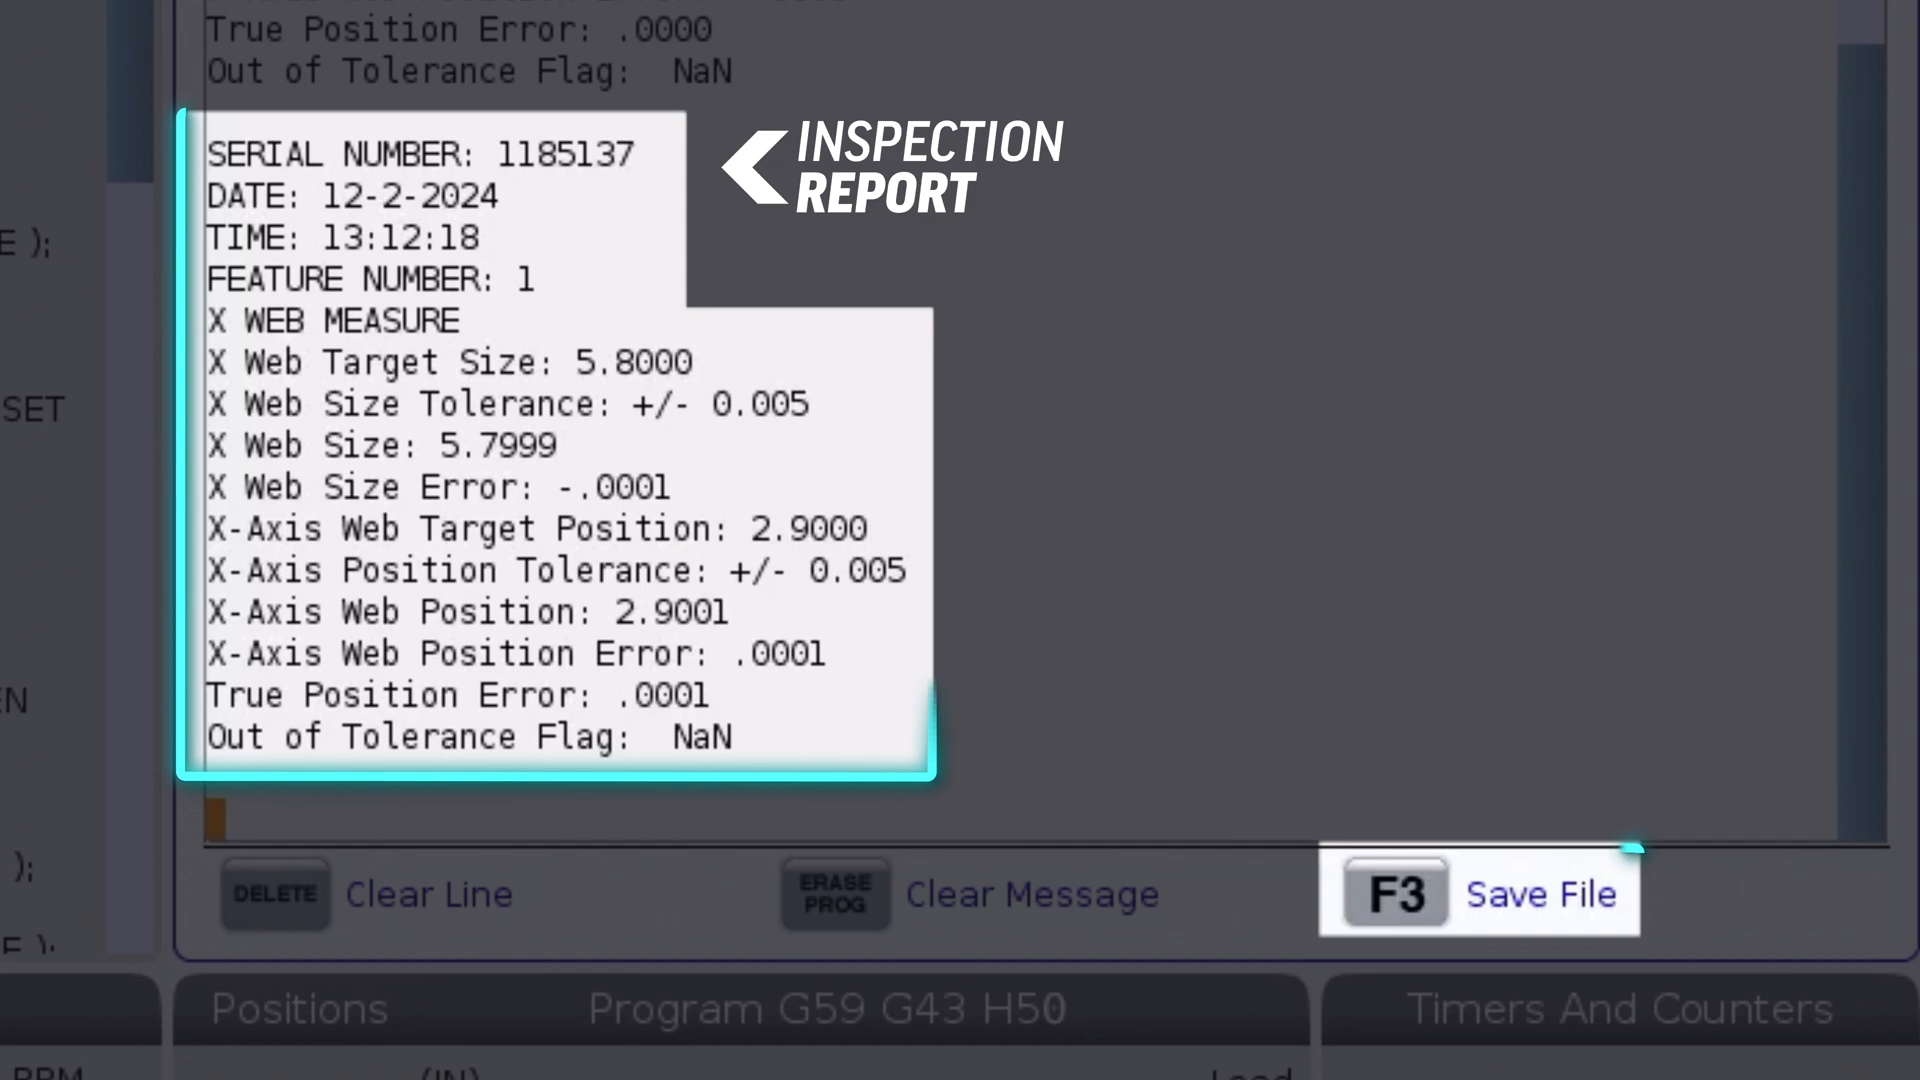 True Position Error: .0000
Out of Tolerance Flag:  NaN
INSPECTION
REPORT
SERIAL NUMBER: 1185137
DATE: 12-2-2024
TIME: 13:12:18
FEATURE NUMBER: 1
X WEB MEASURE
X Web Target Size: 5.8000
X Web Size Tolerance: +/- 0.005
X Web Size: 5.7999
X Web Size Error: -.0001
X-Axis Web Target Position: 2.9000
X-Axis Position Tolerance: +/- 0.005
X-Axis Web Position: 2.9001
X-Axis Web Position Error: .0001
True Position Error: .0001
Out of Tolerance Flag:  NaN
E );
SET
EN
);
DELETE Clear Line
ERASE PROG Clear Message
F3 Save File
Positions Program G59 G43 H50
Timers And Counters
RPM
(IN)
Load